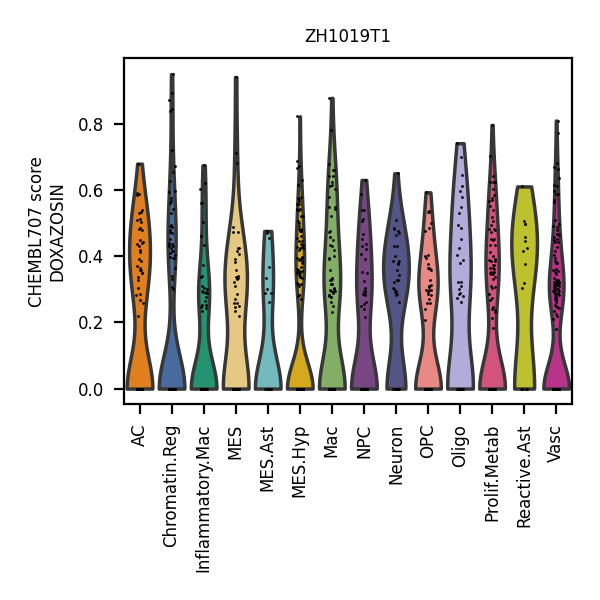 ZH1019T1
CHEMBL707 score
DOXAZOSIN
0.8
0.6
0.4
0.2
0.0
AC
Chromatin.Reg
Inflammatory.Mac
MES
MES.Ast
MES.Hyp
Mac
NPC
Neuron
OPC
Oligo
Prolif.Metab
Reactive.Ast
Vasc